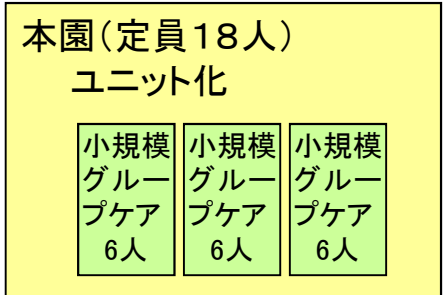 本園(定員18人)
ユニット化
小規模
グルー
プケア
6人
小規模
グルー
プケア
6人
小規模
グルー
プケア
6人